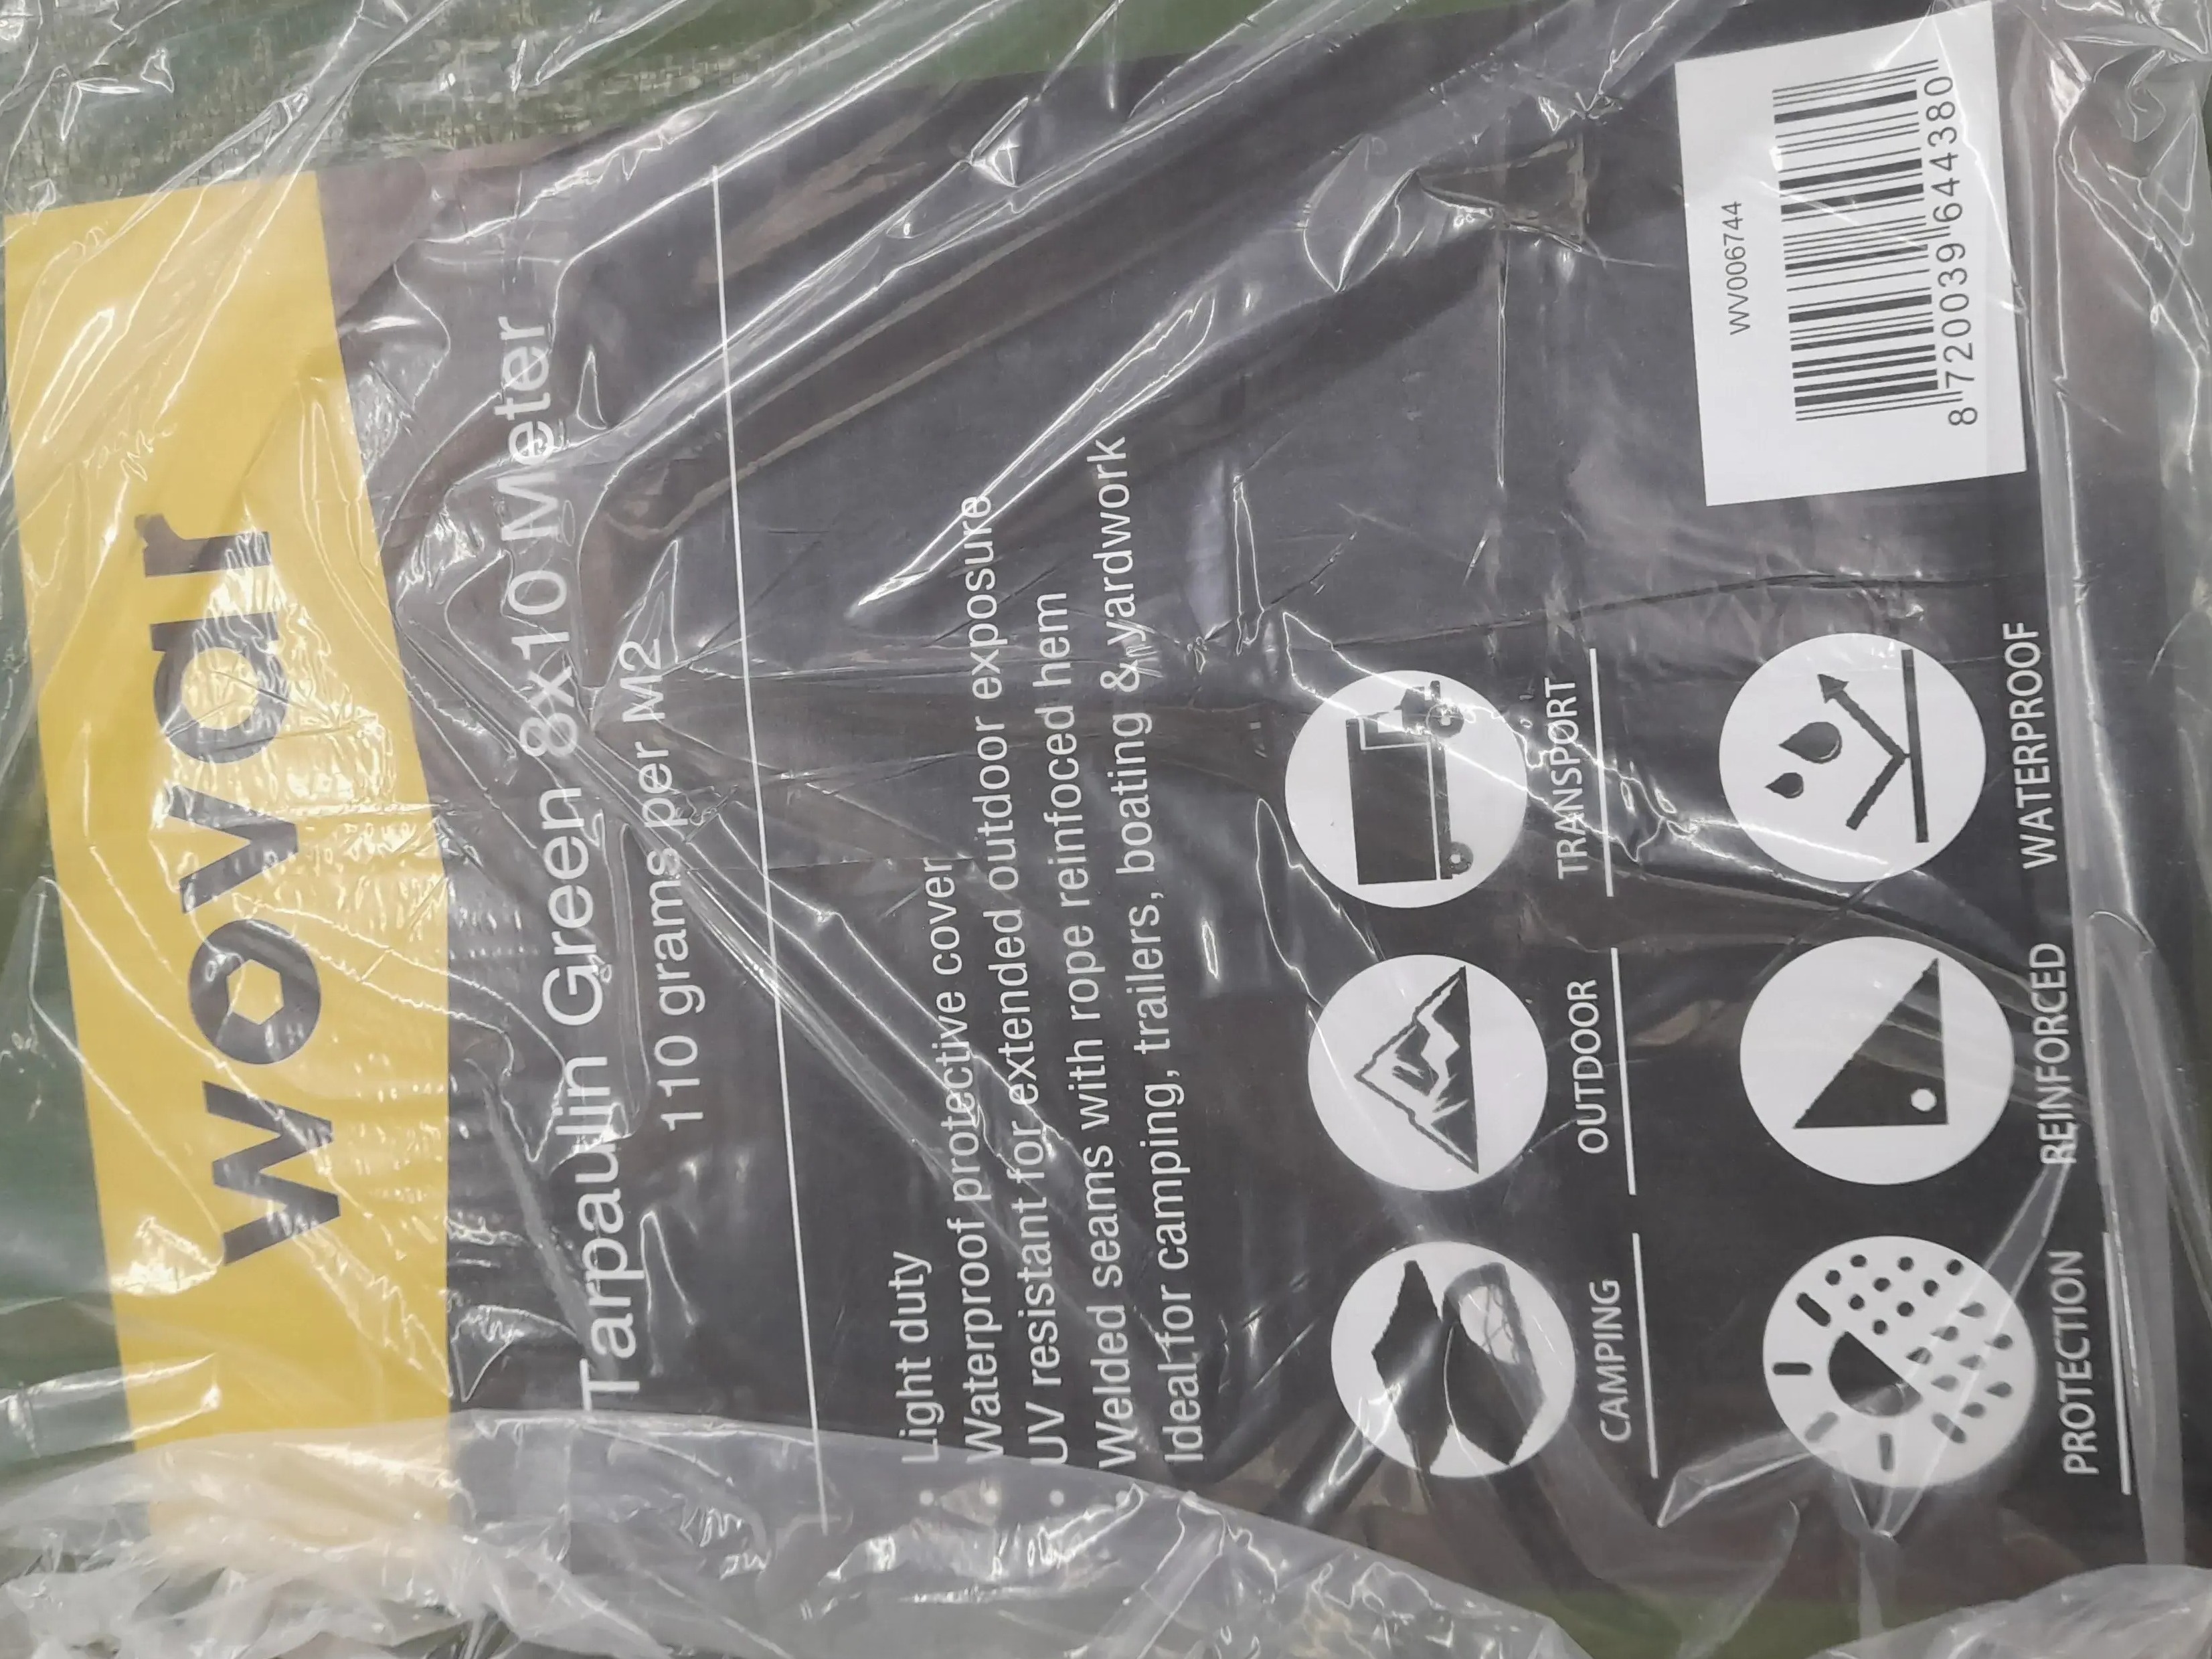 wovar
Tarpaulin Green 8x10 Meter
110 grams per M2
• Light duty
• Waterproof protective cover
• UV resistant for extended outdoor exposure
• Welded seams with rope reinfoced hem
• Ideal for camping, trailers, boating & yardwork
CAMPING OUTDOOR TRANSPORT
PROTECTION REINFORCED WATERPROOF
WV006744
8 720039 644380